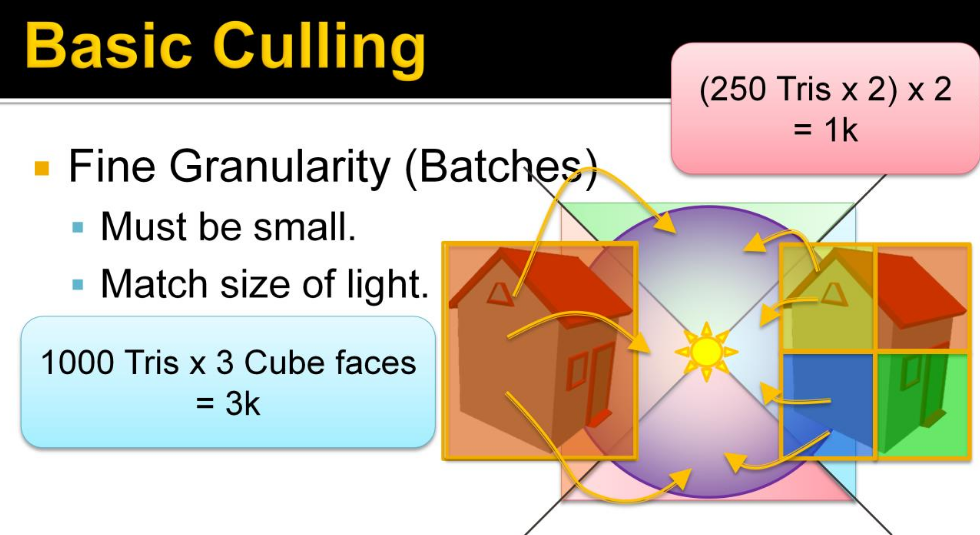 Basic Culling
(250 Tris x 2) x 2
= 1k
Fine Granularity (Batches)
Must be small.
Match size of light.
1000 Tris x 3 Cube faces
= 3k